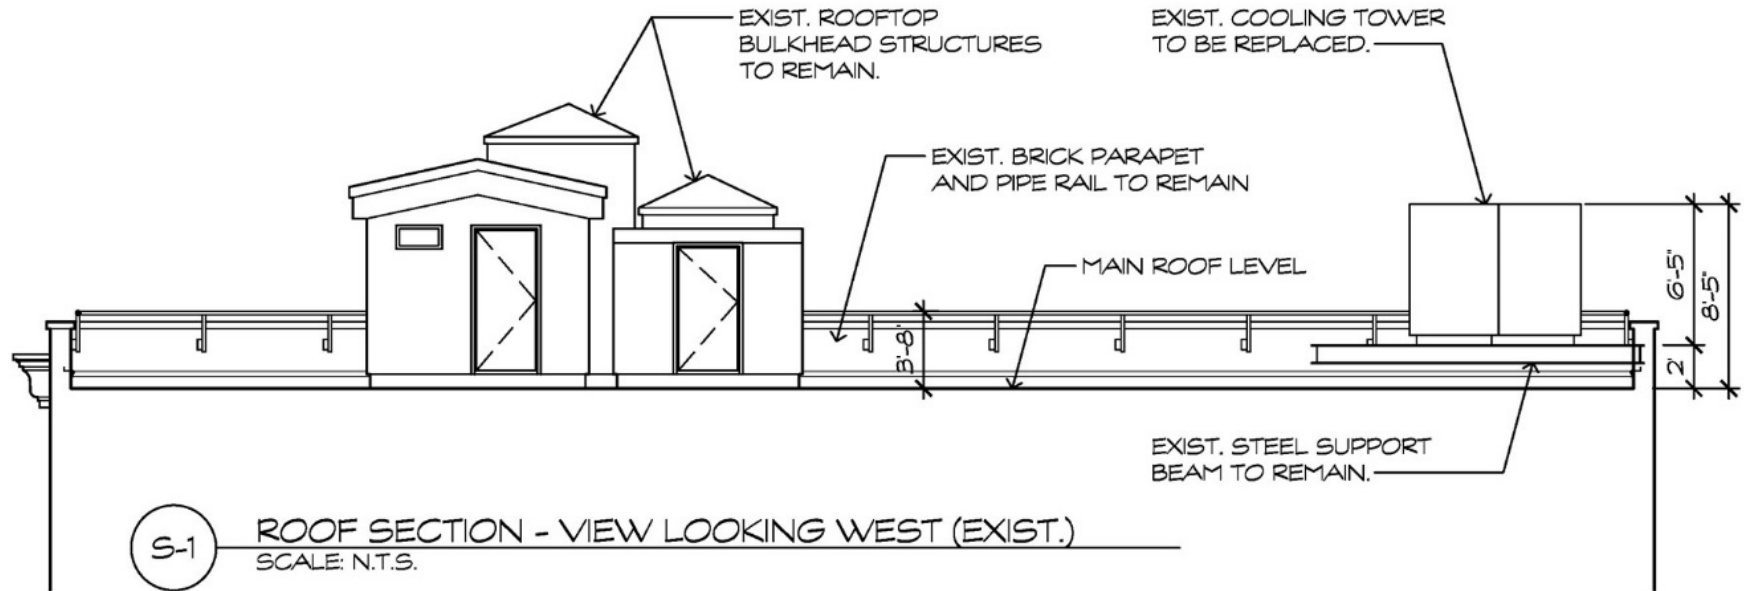 EXIST. ROOFTOP
BULKHEAD STRUCTURES
TO REMAIN.
EXIST. COOLING TOWER
TO BE REPLACED.
EXIST. BRICK PARAPET
AND PIPE RAIL TO REMAIN
MAIN ROOF LEVEL
6'-5"
8'-5"
3'-8"
2'
EXIST. STEEL SUPPORT
BEAM TO REMAIN.
S-1
ROOF SECTION - VIEW LOOKING WEST (EXIST.)
SCALE: N.T.S.